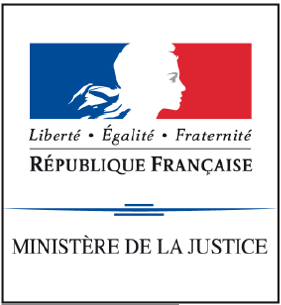 Liberté • Égalité • Fraternité
RÉPUBLIQUE FRANÇAISE
MINISTÈRE DE LA JUSTICE